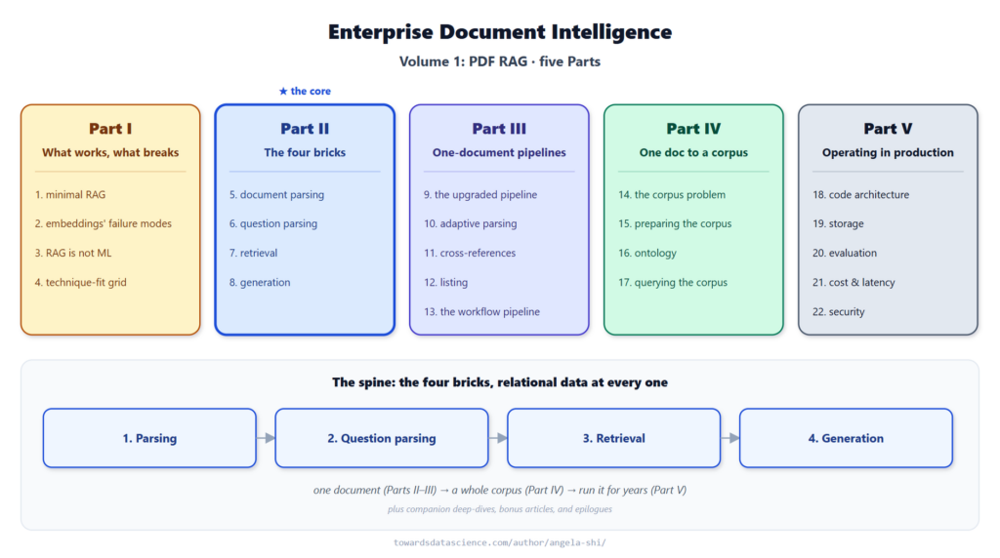 Enterprise Document Intelligence
Volume 1: PDF RAG · five Parts
★ the core
Part I
What works, what breaks
1. minimal RAG
2. embeddings' failure modes
3. RAG is not ML
4. technique-fit grid
Part II
The four bricks
5. document parsing
6. question parsing
7. retrieval
8. generation
Part III
One-document pipelines
9. the upgraded pipeline
10. adaptive parsing
11. cross-references
12. listing
13. the workflow pipeline
Part IV
One doc to a corpus
14. the corpus problem
15. preparing the corpus
16. ontology
17. querying the corpus
Part V
Operating in production
18. code architecture
19. storage
20. evaluation
21. cost & latency
22. security
The spine: the four bricks, relational data at every one
1. Parsing
2. Question parsing
3. Retrieval
4. Generation
one document (Parts II–III) → a whole corpus (Part IV) → run it for years (Part V)
plus companion deep-dives, bonus articles, and epilogues
towardsdatascience.com/author/angela-shi/